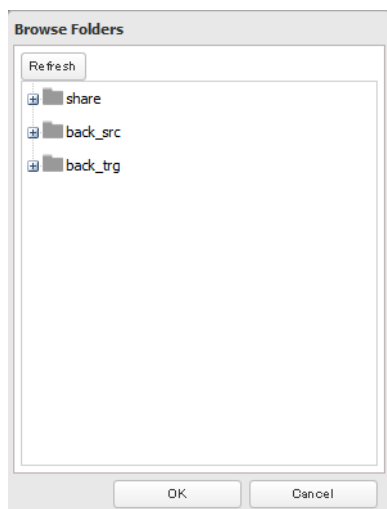 Browse Folders
Refresh
share
back_src
back_trg
OK
Cancel